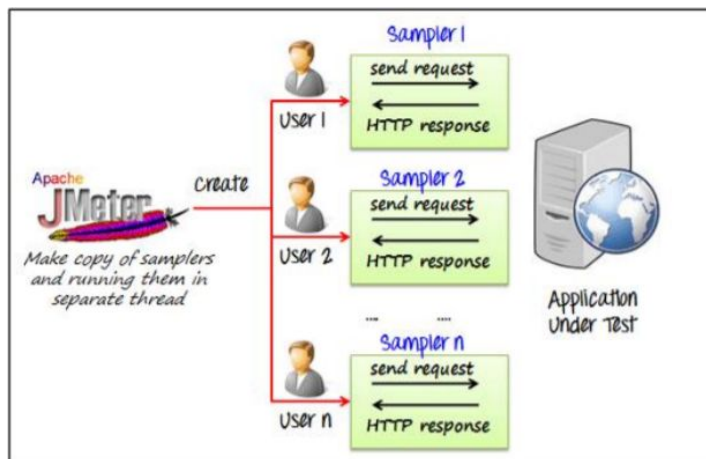 Sampler 1
send request
HTTP response
User 1
Apache
JMeter
create
Make copy of samplers
and running them in
separate thread
Sampler 2
send request
HTTP response
User 2
Application
Under Test
.... ....
Sampler n
send request
HTTP response
User n